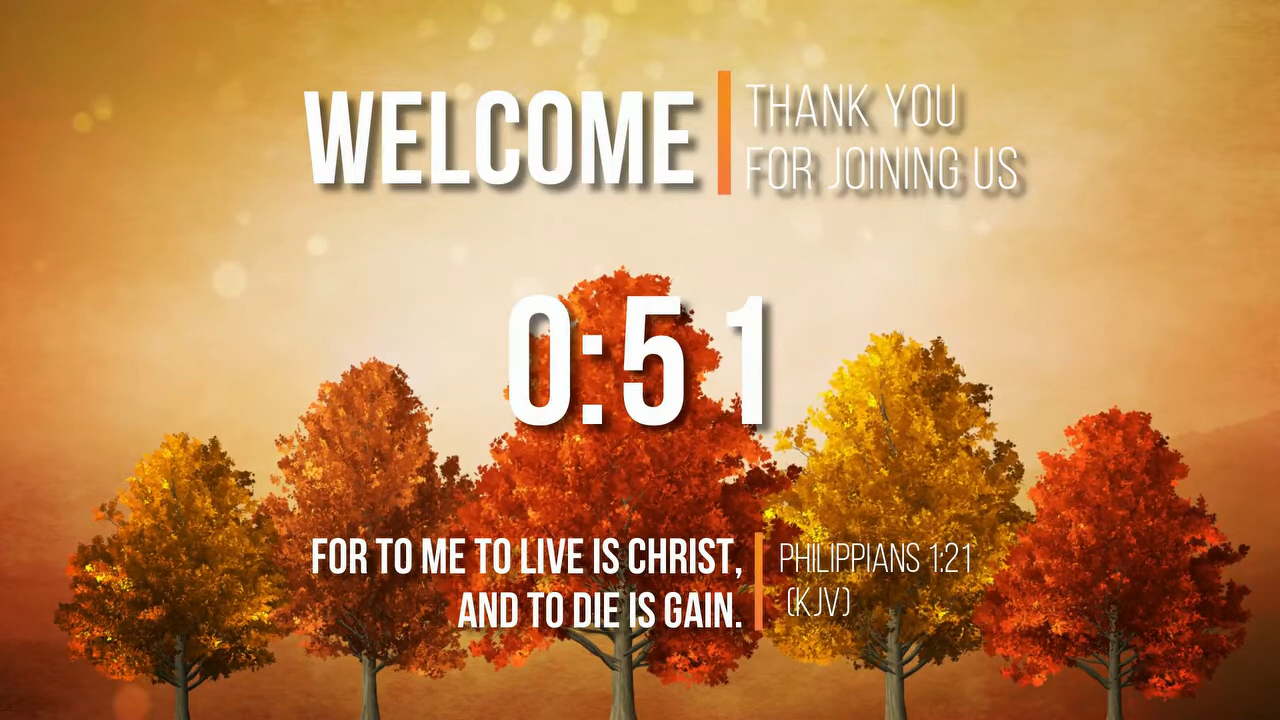 WELCOME
THANK YOU
FOR JOINING US
0:51
FOR TO ME TO LIVE IS CHRIST,
AND TO DIE IS GAIN.
PHILIPPIANS 1:21
(KJV)